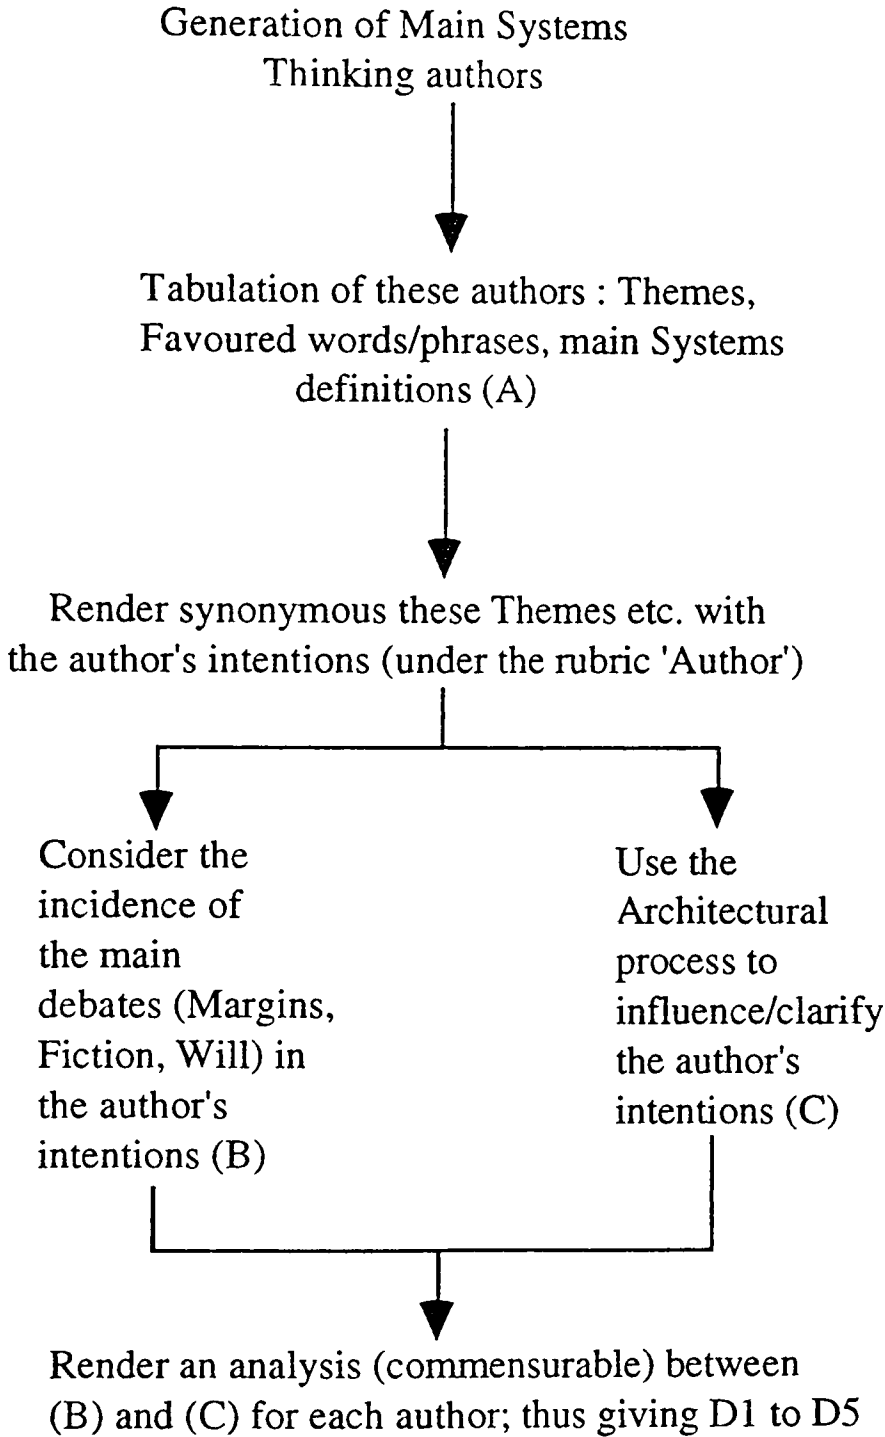 Generation of Main Systems
Thinking authors
Tabulation of these authors : Themes,
Favoured words/phrases, main Systems
definitions (A)
Render synonymous these Themes etc. with
the author's intentions (under the rubric 'Author')
Consider the
incidence of
the main
debates (Margins,
Fiction, Will) in
the author's
intentions (B)
Use the
Architectural
process to
influence/clarify
the author's
intentions (C)
Render an analysis (commensurable) between
(B) and (C) for each author; thus giving D1 to D5